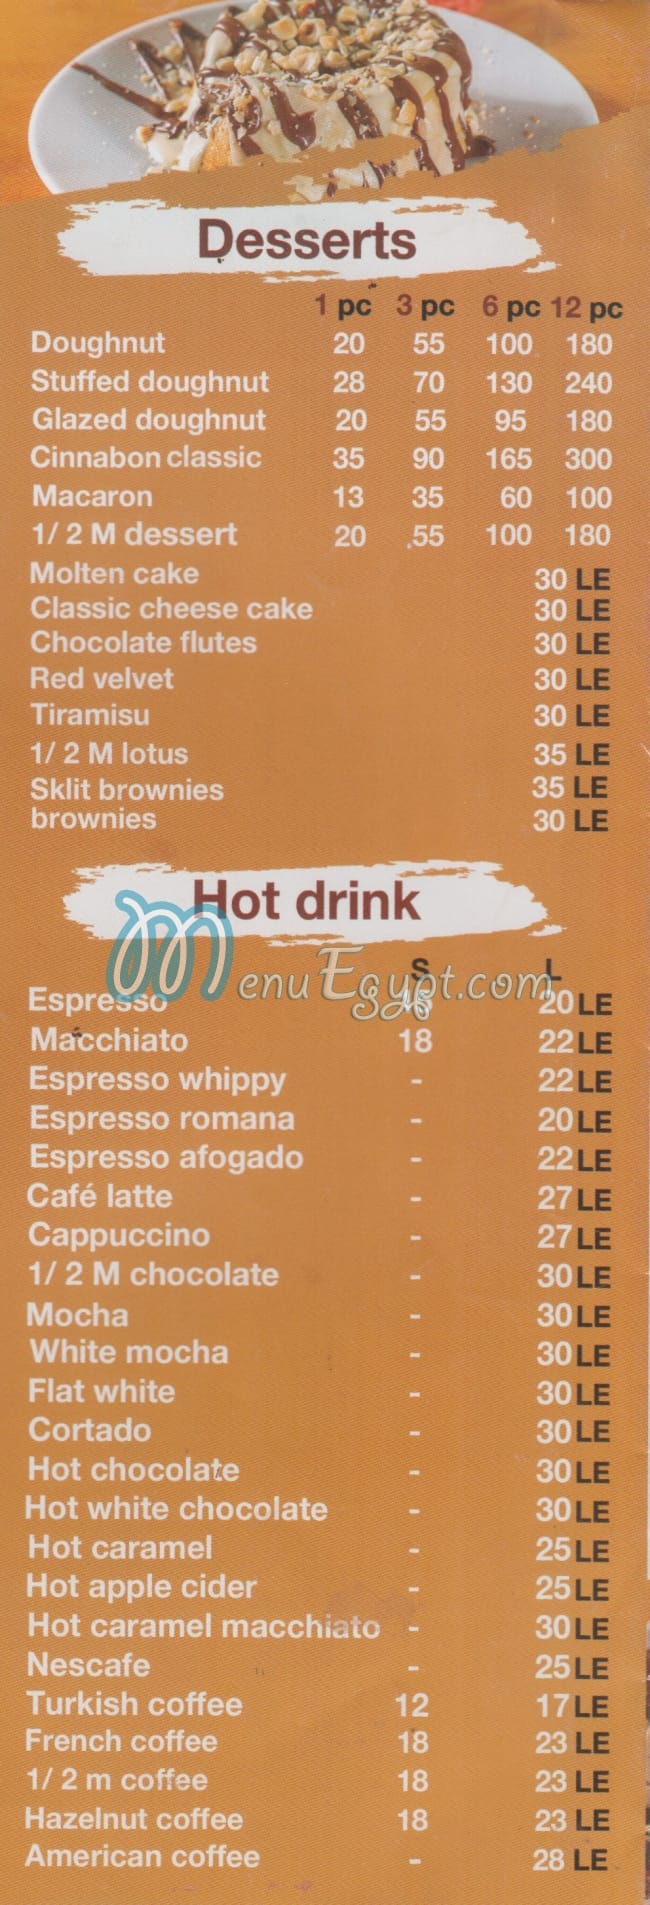 Desserts
1 pc 3 pc 6 pc 12 pc
Doughnut 20 55 100 180
Stuffed doughnut 28 70 130 240
Glazed doughnut 20 55 95 180
Cinnabon classic 35 90 165 300
Macaron 13 35 60 100
1/ 2 M dessert 20 .55 100 180
Molten cake 30 LE
Classic cheese cake 30 LE
Chocolate flutes 30 LE
Red velvet 30 LE
Tiramisu 30 LE
1/ 2 M lotus 35 LE
Sklit brownies 35 LE
brownies 30 LE
Hot drink
MenuEgypt.com
S L
Espresso 20 LE
Macchiato 18 22 LE
Espresso whippy - 22 LE
Espresso romana - 20 LE
Espresso afogado - 22 LE
Café latte - 27 LE
Cappuccino - 27 LE
1/ 2 M chocolate - 30 LE
Mocha - 30 LE
White mocha - 30 LE
Flat white - 30 LE
Cortado - 30 LE
Hot chocolate - 30 LE
Hot white chocolate - 30 LE
Hot caramel - 25 LE
Hot apple cider - 25 LE
Hot caramel macchiato - 30 LE
Nescafe - 25 LE
Turkish coffee 12 17 LE
French coffee 18 23 LE
1/ 2 m coffee 18 23 LE
Hazelnut coffee 18 23 LE
American coffee - 28 LE